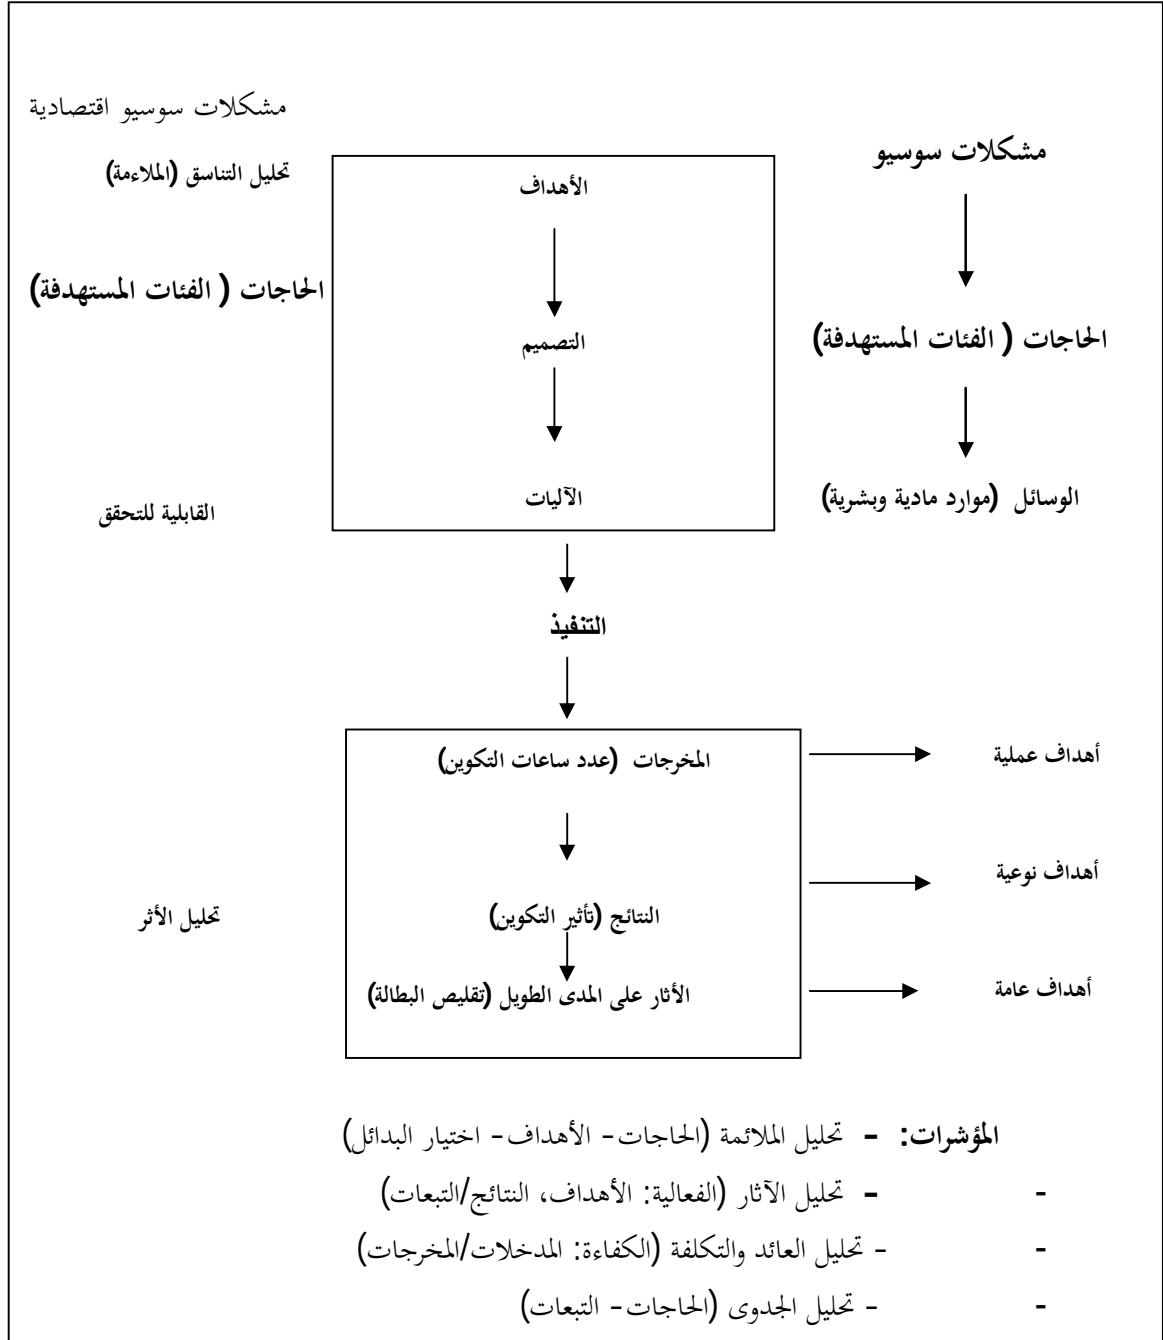 مشكلات سوسيو اقتصادية
مشكلات سوسيو
تحليل التناسق (الملاءمة)
الأهداف
الحاجات ( الفئات المستهدفة)
الحاجات ( الفئات المستهدفة)
التصميم
الوسائل (موارد مادية وبشرية)
الآليات
القابلية للتحقق
التنفيذ
أهداف عملية
المخرجات (عدد ساعات التكوين)
أهداف نوعية
النتائج (تأثير التكوين)
تحليل الأثر
أهداف عامة
الأثار على المدى الطويل (تقليص البطالة)
المؤشرات: - تحليل الملائمة (الحاجات- الأهداف- اختيار البدائل)
- - تحليل الآثار (الفعالية: الأهداف، النتائج/التبعات)
- - تحليل العائد والتكلفة (الكفاءة: المدخلات/المخرجات)
- - تحليل الجدوى (الحاجات- التبعات)